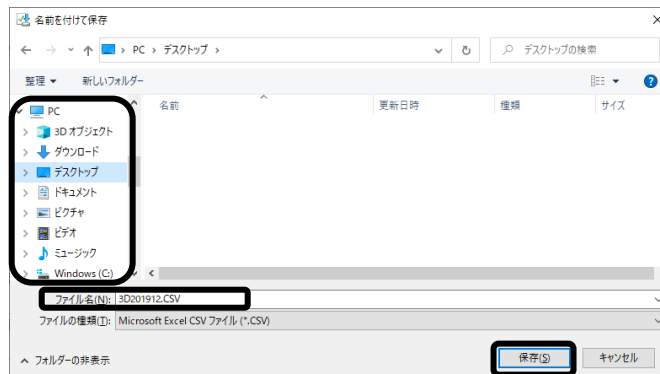 名前を付けて保存
PC › デスクトップ ›
デスクトップの検索
整理 新しいフォルダー
名前 更新日時 種類 サイズ
PC
3D オブジェクト
ダウンロード
デスクトップ
ドキュメント
ピクチャ
ビデオ
ミュージック
Windows (C:)
ファイル名(N): 3D201912.CSV
ファイルの種類(T): Microsoft Excel CSV ファイル (*.CSV)
フォルダーの非表示
保存(S) キャンセル